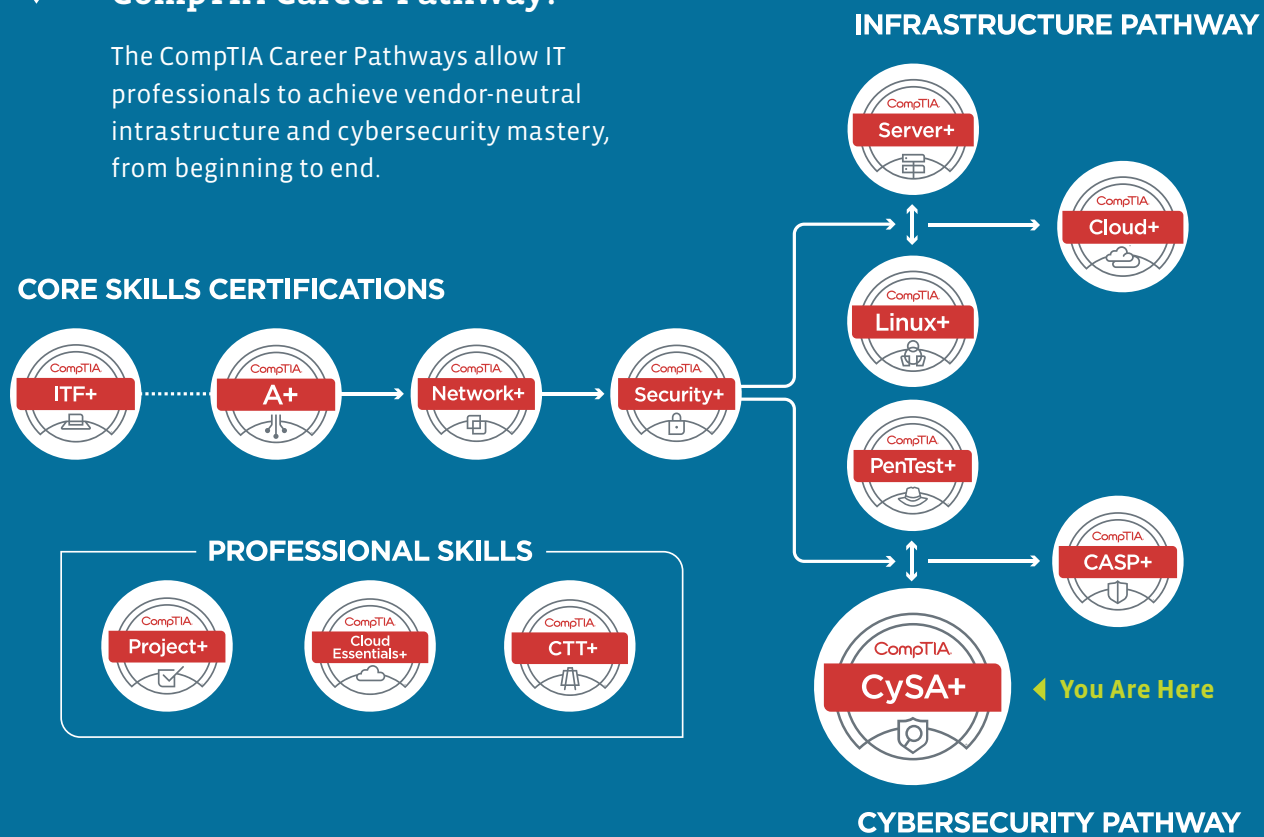 CompTIA Career Pathway?
The CompTIA Career Pathways allow IT
professionals to achieve vendor-neutral
intrastructure and cybersecurity mastery,
from beginning to end.
INFRASTRUCTURE PATHWAY
CompTIA
Server+
CompTIA
Cloud+
CompTIA
Linux+
CORE SKILLS CERTIFICATIONS
CompTIA
ITF+
CompTIA
A+
CompTIA
Network+
CompTIA
Security+
CompTIA
PenTest+
CompTIA
CASP+
CompTIA
CySA+
You Are Here
CYBERSECURITY PATHWAY
PROFESSIONAL SKILLS
CompTIA
Project+
CompTIA
Cloud
Essentials+
CompTIA
CTT+